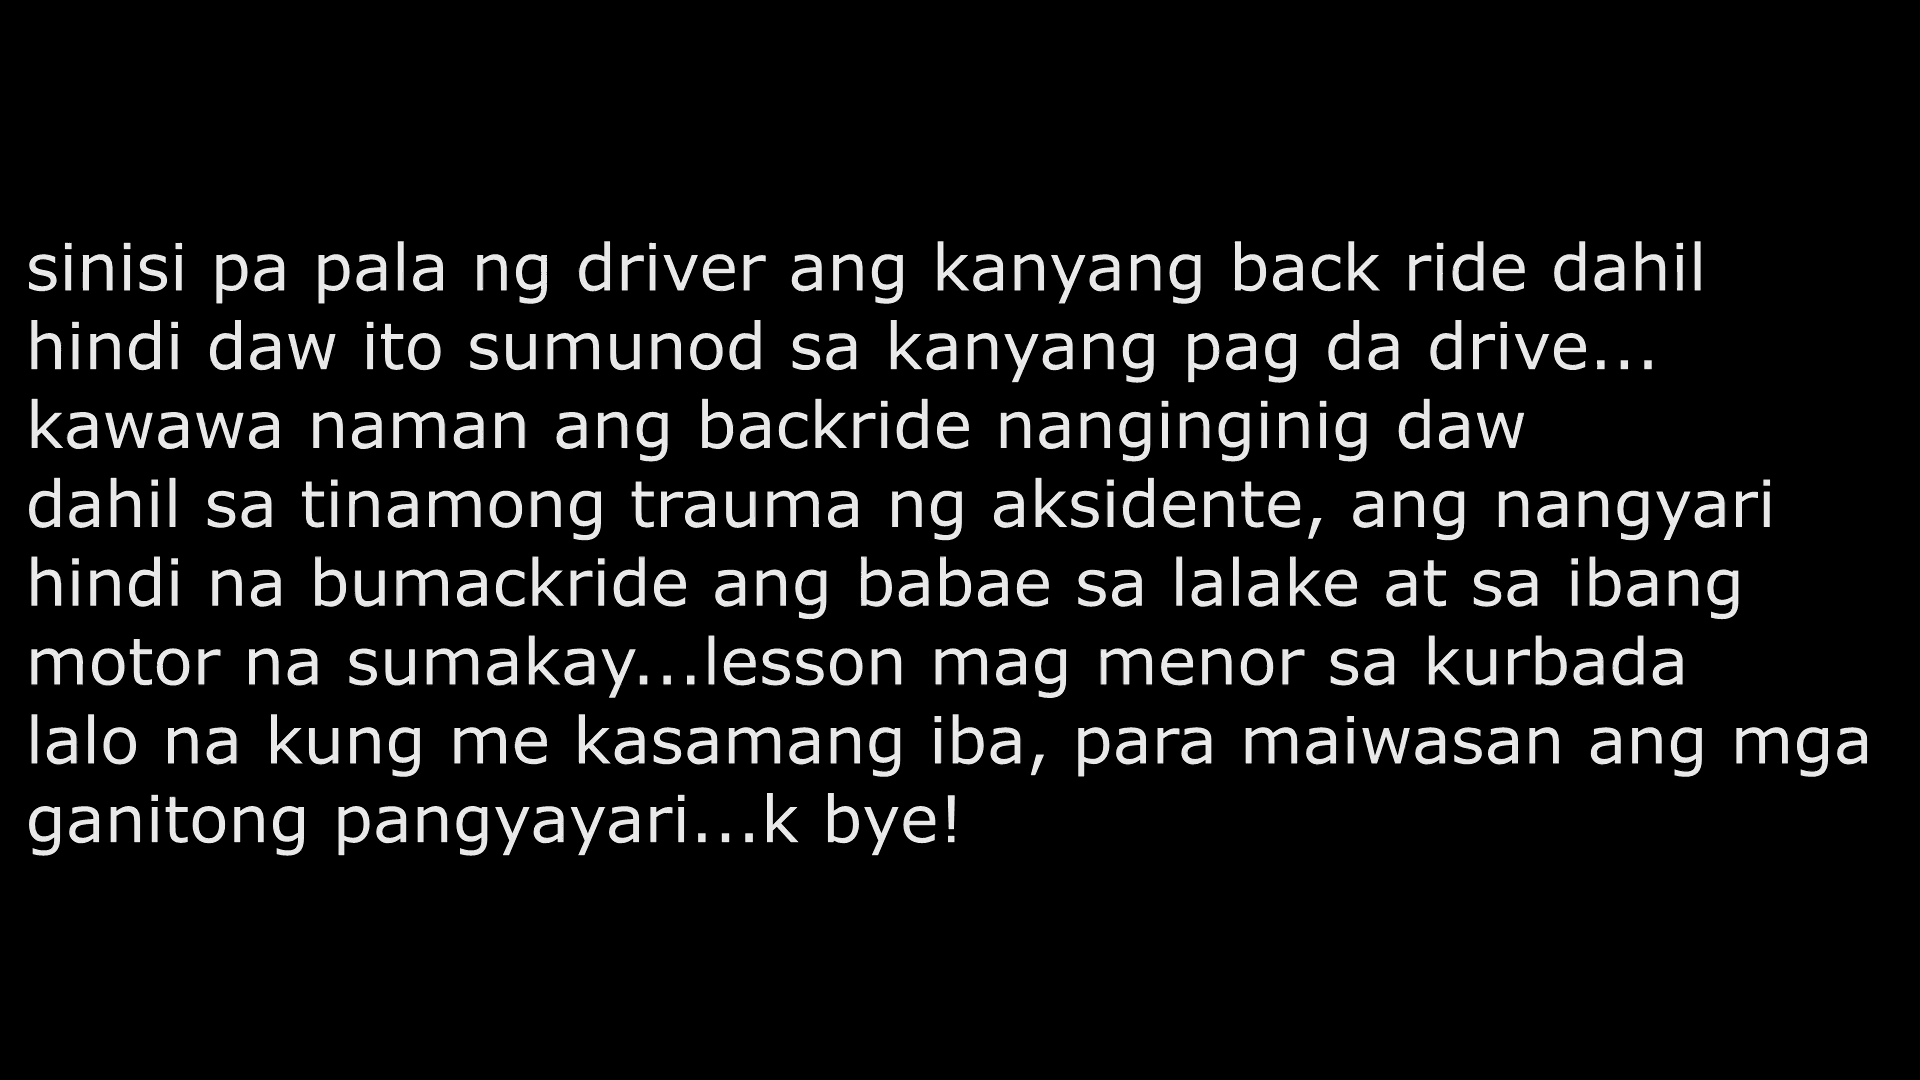 sinisi pa pala ng driver ang kanyang back ride dahil
hindi daw ito sumunod sa kanyang pag da drive...
kawawa naman ang backride nanginginig daw
dahil sa tinamong trauma ng aksidente, ang nangyari
hindi na bumackride ang babae sa lalake at sa ibang
motor na sumakay...lesson mag menor sa kurbada
lalo na kung me kasamang iba, para maiwasan ang mga
ganitong pangyayari...k bye!